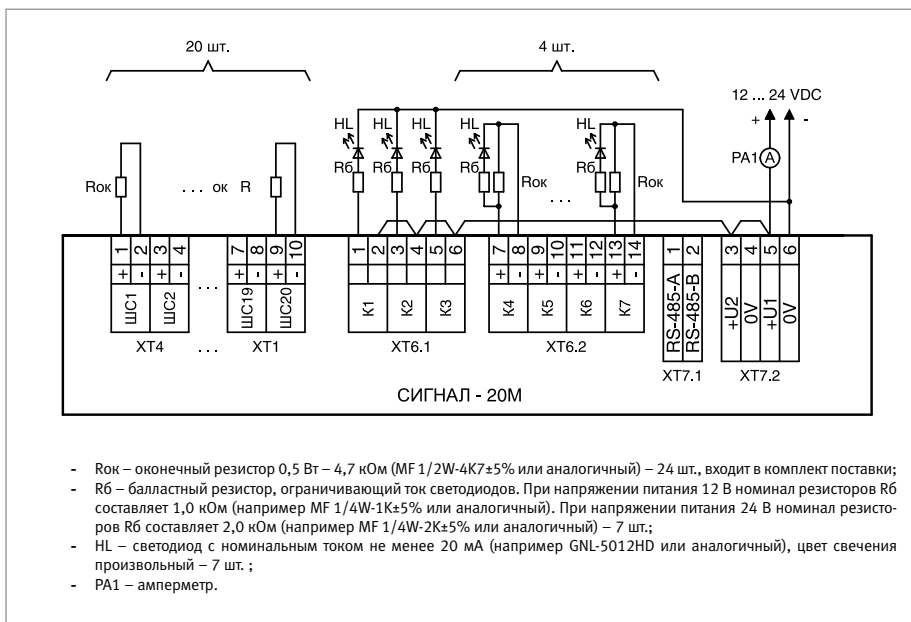 20 шт.
4 шт.
12 ... 24 VDC
+ -
HL HL HL HL HL
PA1 A
Rб Rб Rб Rб Rб
Rок
. . . ок R
Rок
. . .
Rок
1 2 3 4 7 8 9 10 1 2 3 4 5 6 7 8 9 10 11 12 13 14 1 2 3 4 5 6
+ - + - . . . + - + - + - + - + - + -
ШС1 ШС2 ШС19 ШС20 К1 К2 К3 К4 К5 К6 К7 RS-485-A RS-485-B +U2 0V +U1 0V
XT4 . . . XT1 XT6.1 XT6.2
XT7.1 XT7.2
СИГНАЛ - 20М
- Rок – оконечный резистор 0,5 Вт – 4,7 кОм (MF 1/2W-4K7±5% или аналогичный) – 24 шт., входит в комплект поставки;
- Rб – балластный резистор, ограничивающий ток светодиодов. При напряжении питания 12 В номинал резисторов Rб
составляет 1,0 кОм (например MF 1/4W-1K±5% или аналогичный). При напряжении питания 24 В номинал резисто-
ров Rб составляет 2,0 кОм (например MF 1/4W-2K±5% или аналогичный) – 7 шт.;
- HL – светодиод с номинальным током не менее 20 мА (например GNL-5012HD или аналогичный), цвет свечения
произвольный – 7 шт. ;
- PA1 – амперметр.